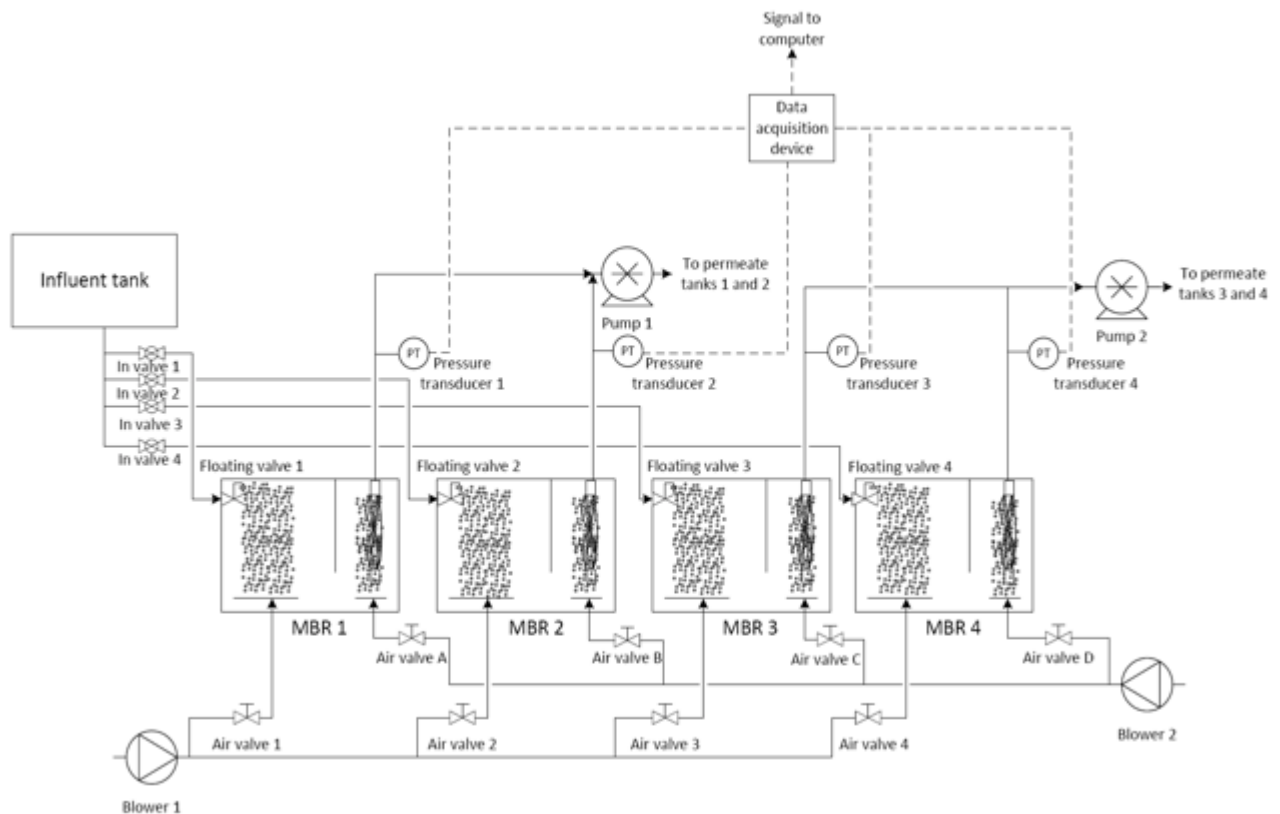 Signal to
computer
Data
acquisition
device
Influent tank
To permeate
tanks 1 and 2
Pump 1
To permeate
tanks 3 and 4
Pump 2
PT
Pressure
transducer 1
PT
Pressure
transducer 2
PT
Pressure
transducer 3
PT
Pressure
transducer 4
In valve 1
In valve 2
In valve 3
In valve 4
Floating valve 1
Floating valve 2
Floating valve 3
Floating valve 4
MBR 1
MBR 2
MBR 3
MBR 4
Air valve A
Air valve B
Air valve C
Air valve D
Air valve 1
Air valve 2
Air valve 3
Air valve 4
Blower 2
Blower 1